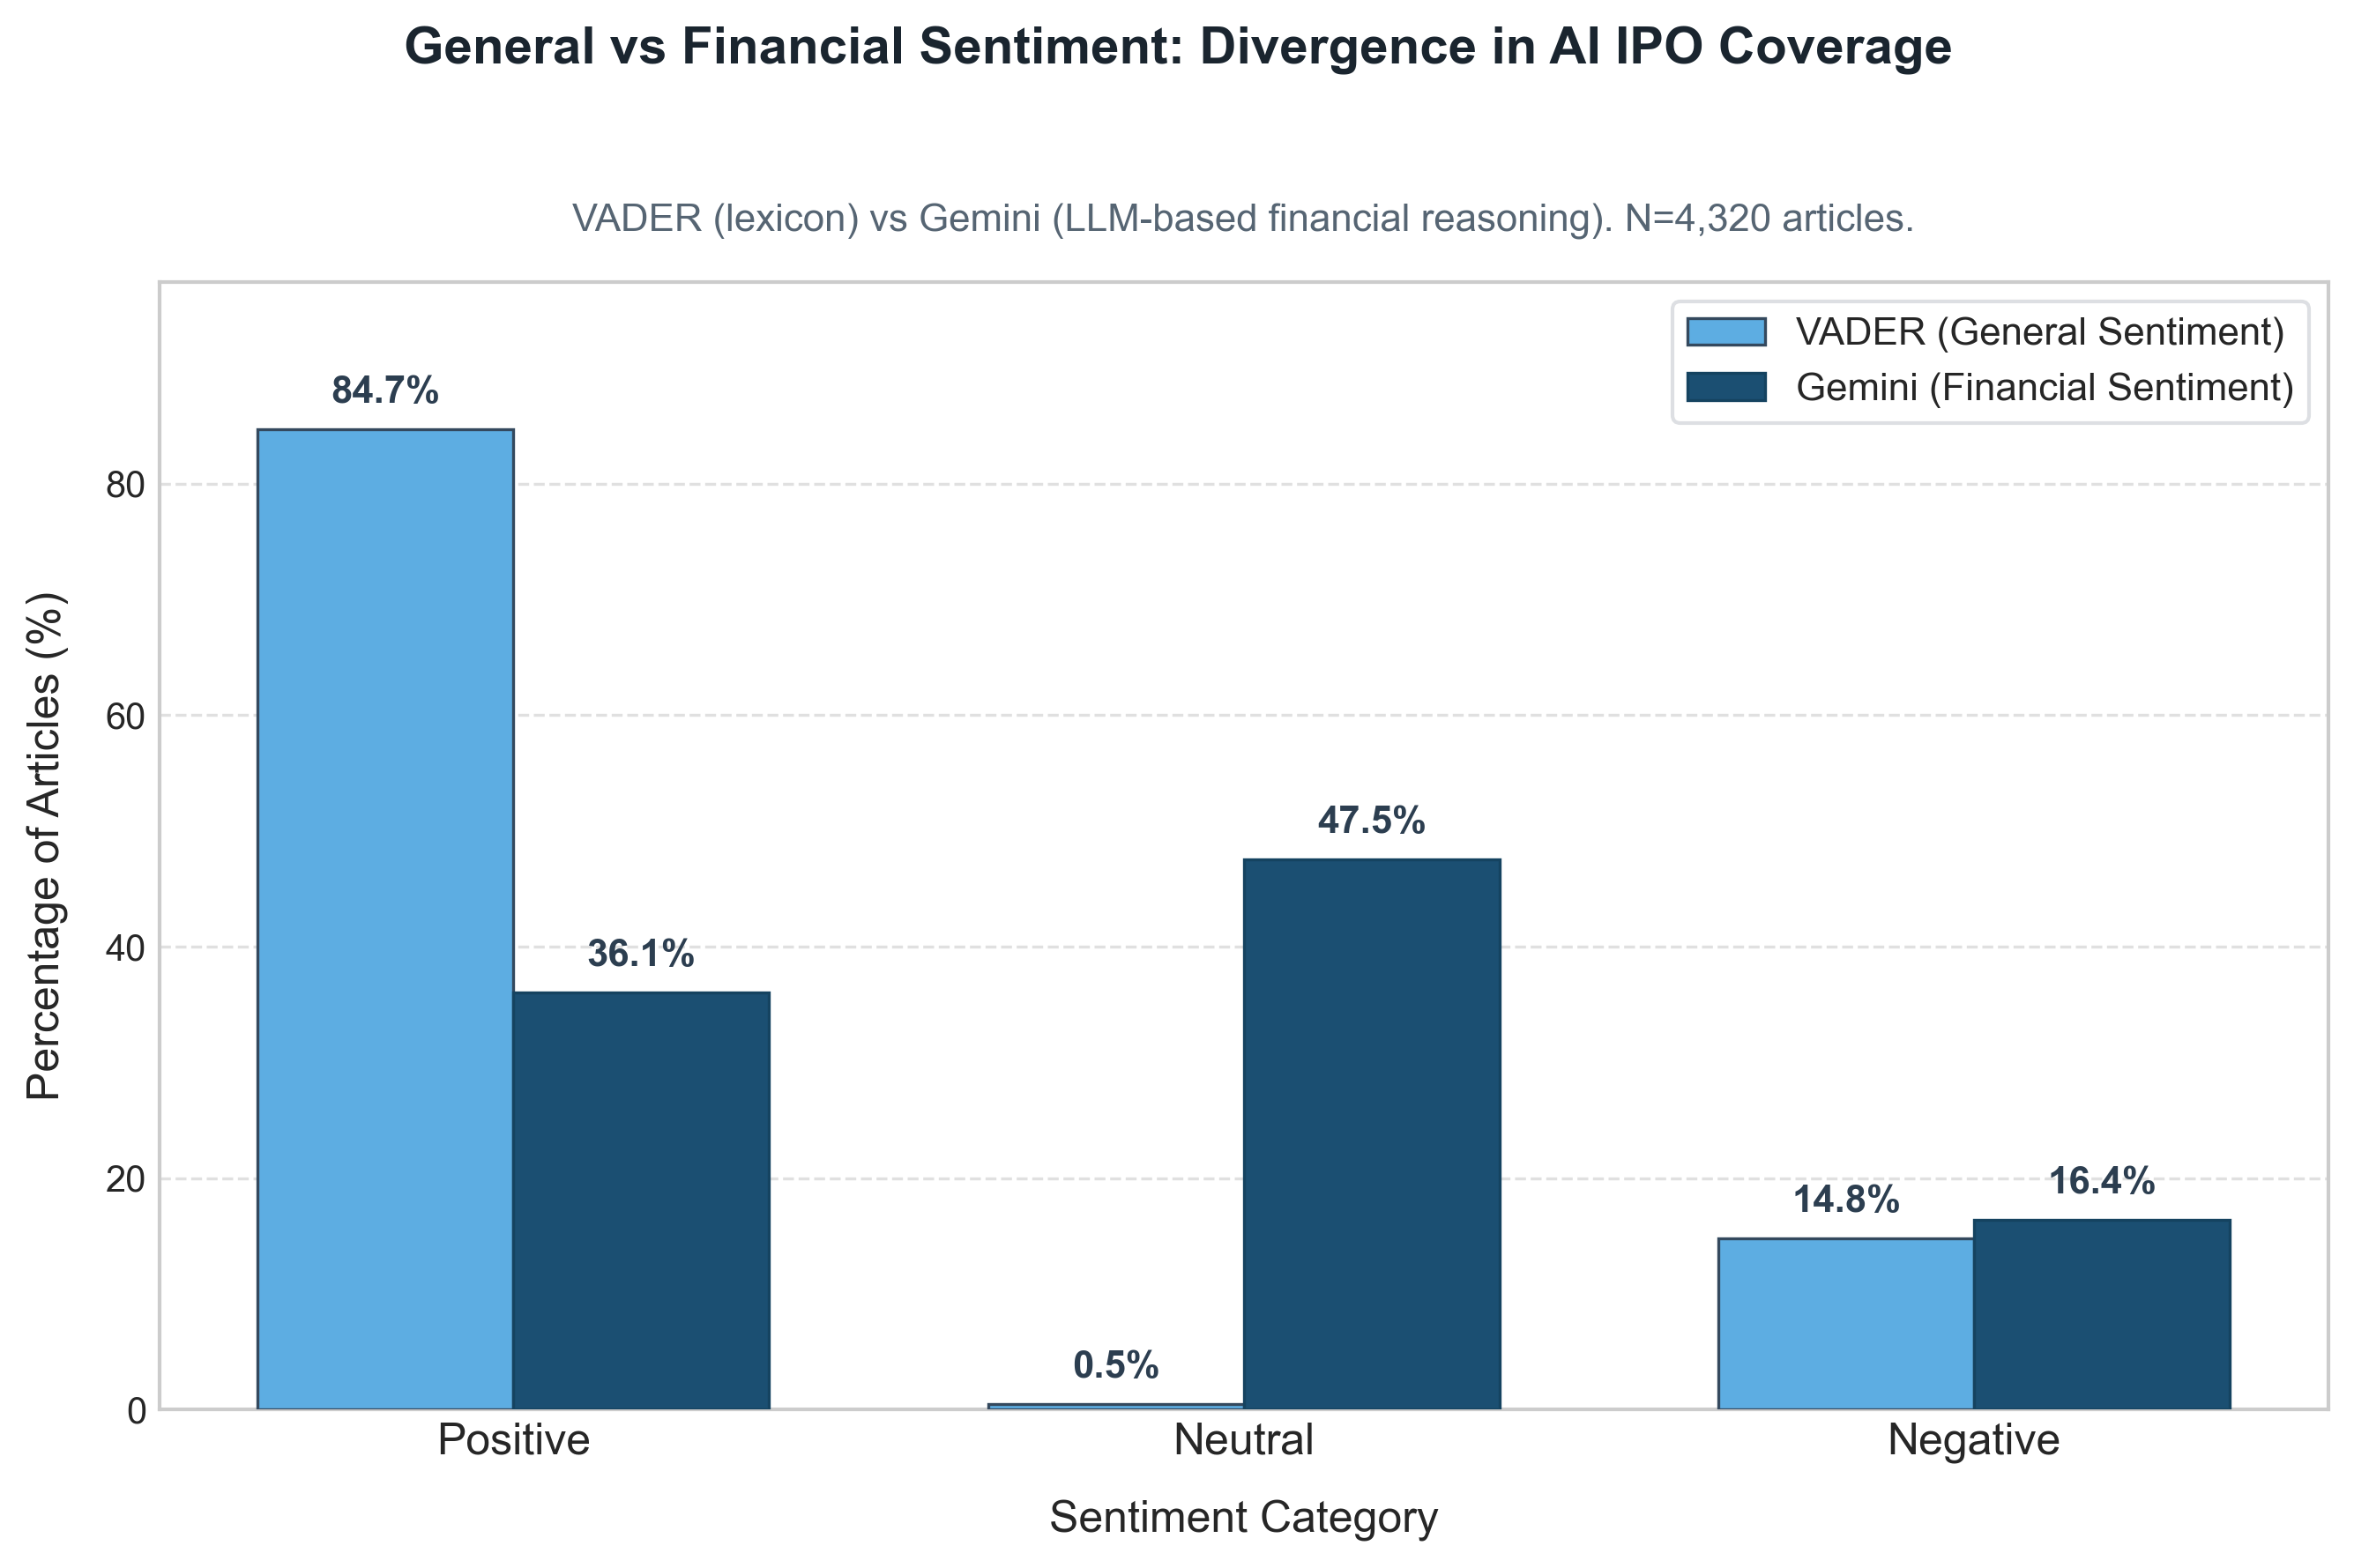 General vs Financial Sentiment: Divergence in AI IPO Coverage
VADER (lexicon) vs Gemini (LLM-based financial reasoning). N=4,320 articles.
VADER (General Sentiment)
Gemini (Financial Sentiment)
84.7%
36.1%
0.5%
47.5%
14.8%
16.4%
80
60
40
20
0
Percentage of Articles (%)
Positive
Neutral
Negative
Sentiment Category